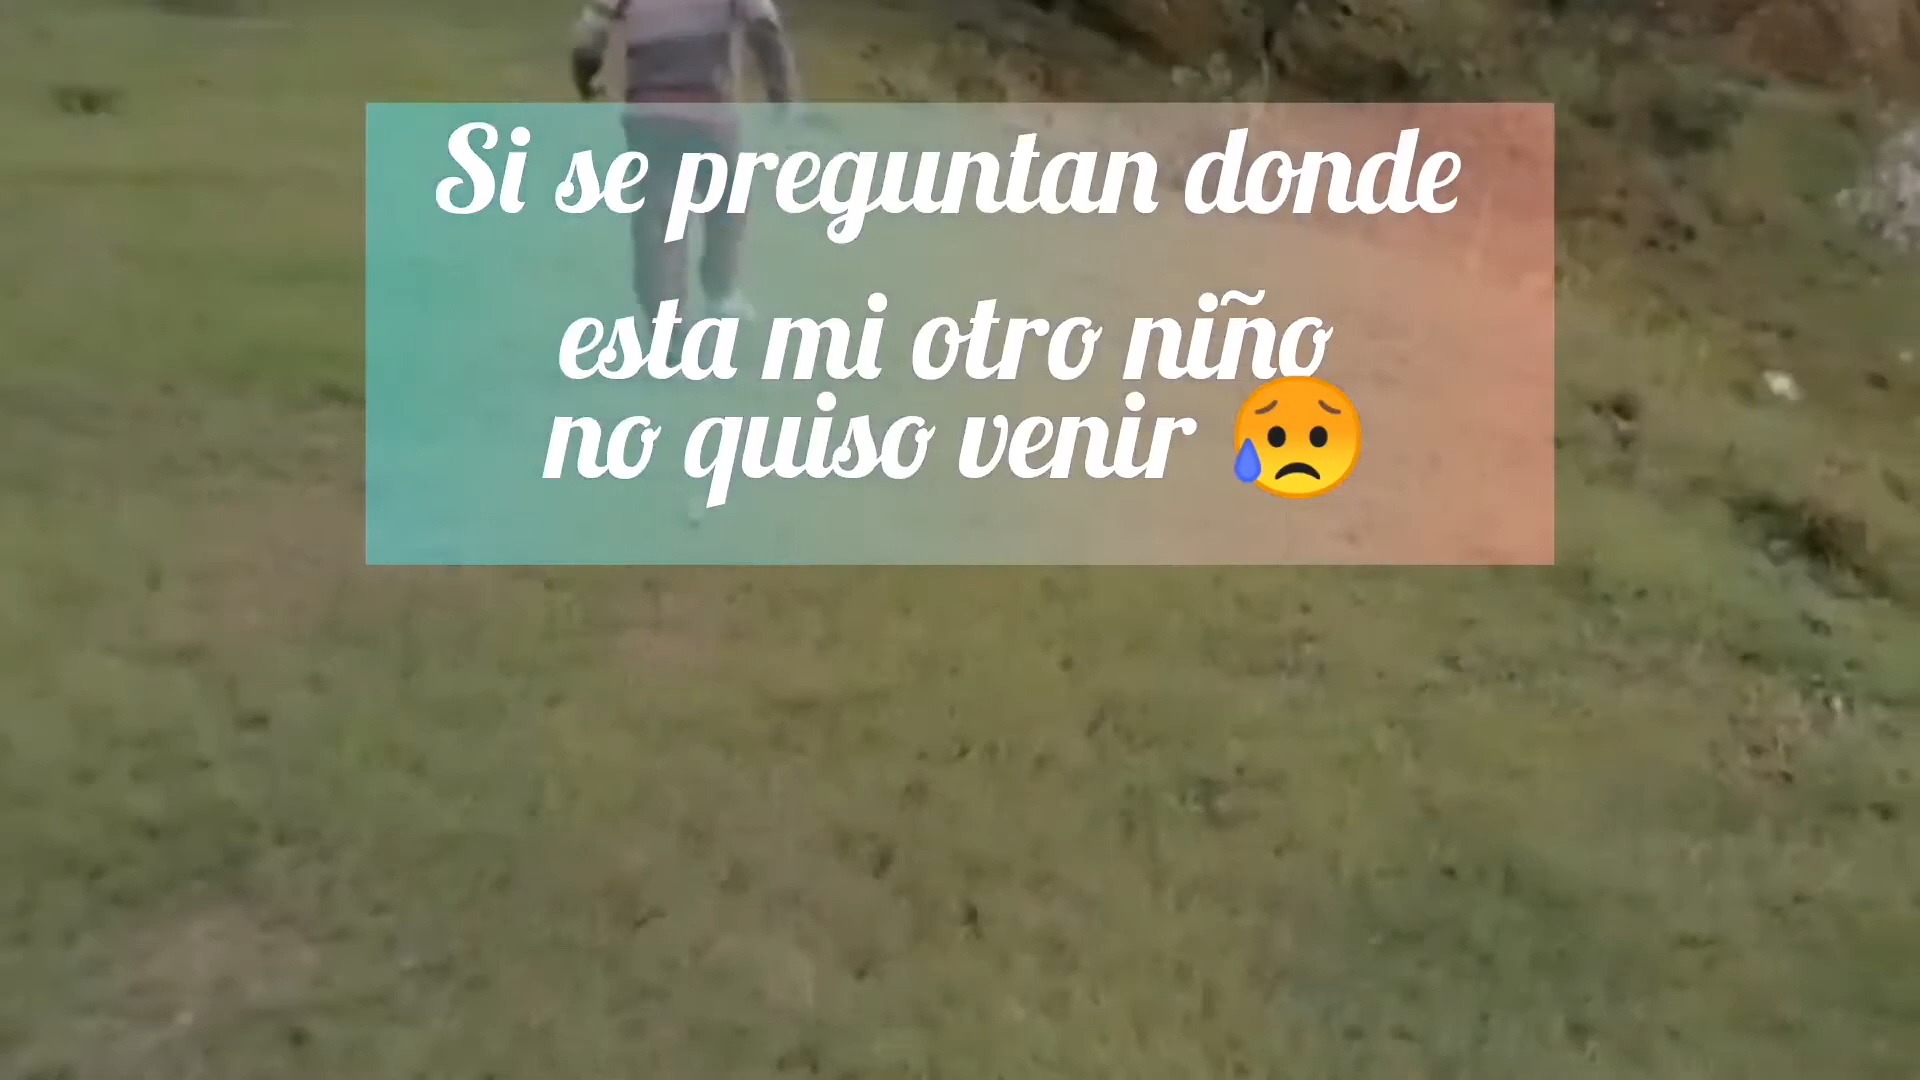 Si se preguntan donde
esta mi otro niño
no quiso venir 😥